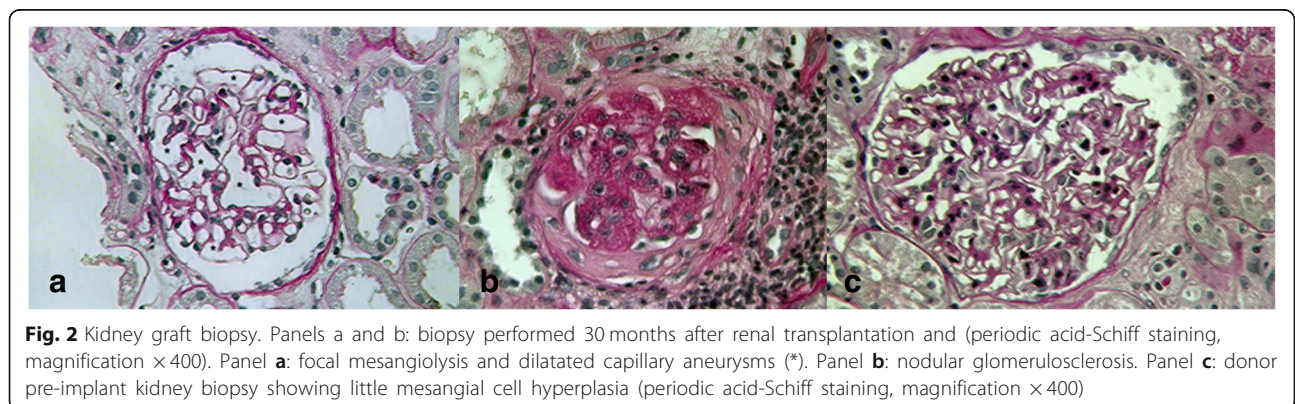 a
b
c
Fig. 2 Kidney graft biopsy. Panels a and b: biopsy performed 30 months after renal transplantation and (periodic acid-Schiff staining,
magnification × 400). Panel a: focal mesangiolysis and dilatated capillary aneurysms (*). Panel b: nodular glomerulosclerosis. Panel c: donor
pre-implant kidney biopsy showing little mesangial cell hyperplasia (periodic acid-Schiff staining, magnification × 400)